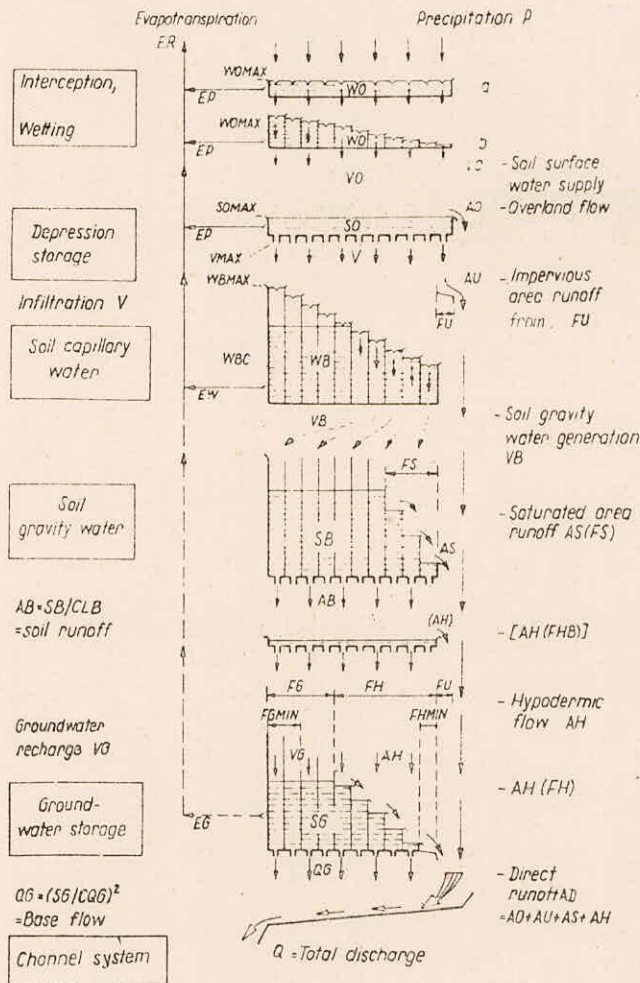 Evapotranspiration
Precipitation P
ER
Interception,
Wetting
WOMAX
WO
EP
WOMAX
WO
EP
VO
- Soil surface
water supply
SOMAX
SO
AO
- Overland flow
EP
Depression
storage
VMAX
V
WBMAX
AU
- Impervious
area runoff
from FU
FU
Infiltration V
Soil capillary
water
WBC
WB
EW
VB
- Soil gravity
water generation
VB
FS
Soil
gravity water
SB
AS
- Saturated area
runoff AS(FS)
AB
AB=SB/CLB
=soil runoff
(AH)
- [AH(FHB)]
FG
FH
FU
FGMIN
FHMIN
- Hypodermic
flow AH
Groundwater
recharge VG
VG
AH
- AH(FH)
Ground-
water storage
EG
SG
QG
QG=(SG/CQG)²
=Base flow
- Direct
runoff AD
=AO+AU+AS+AH
Channel system
Q =Total discharge